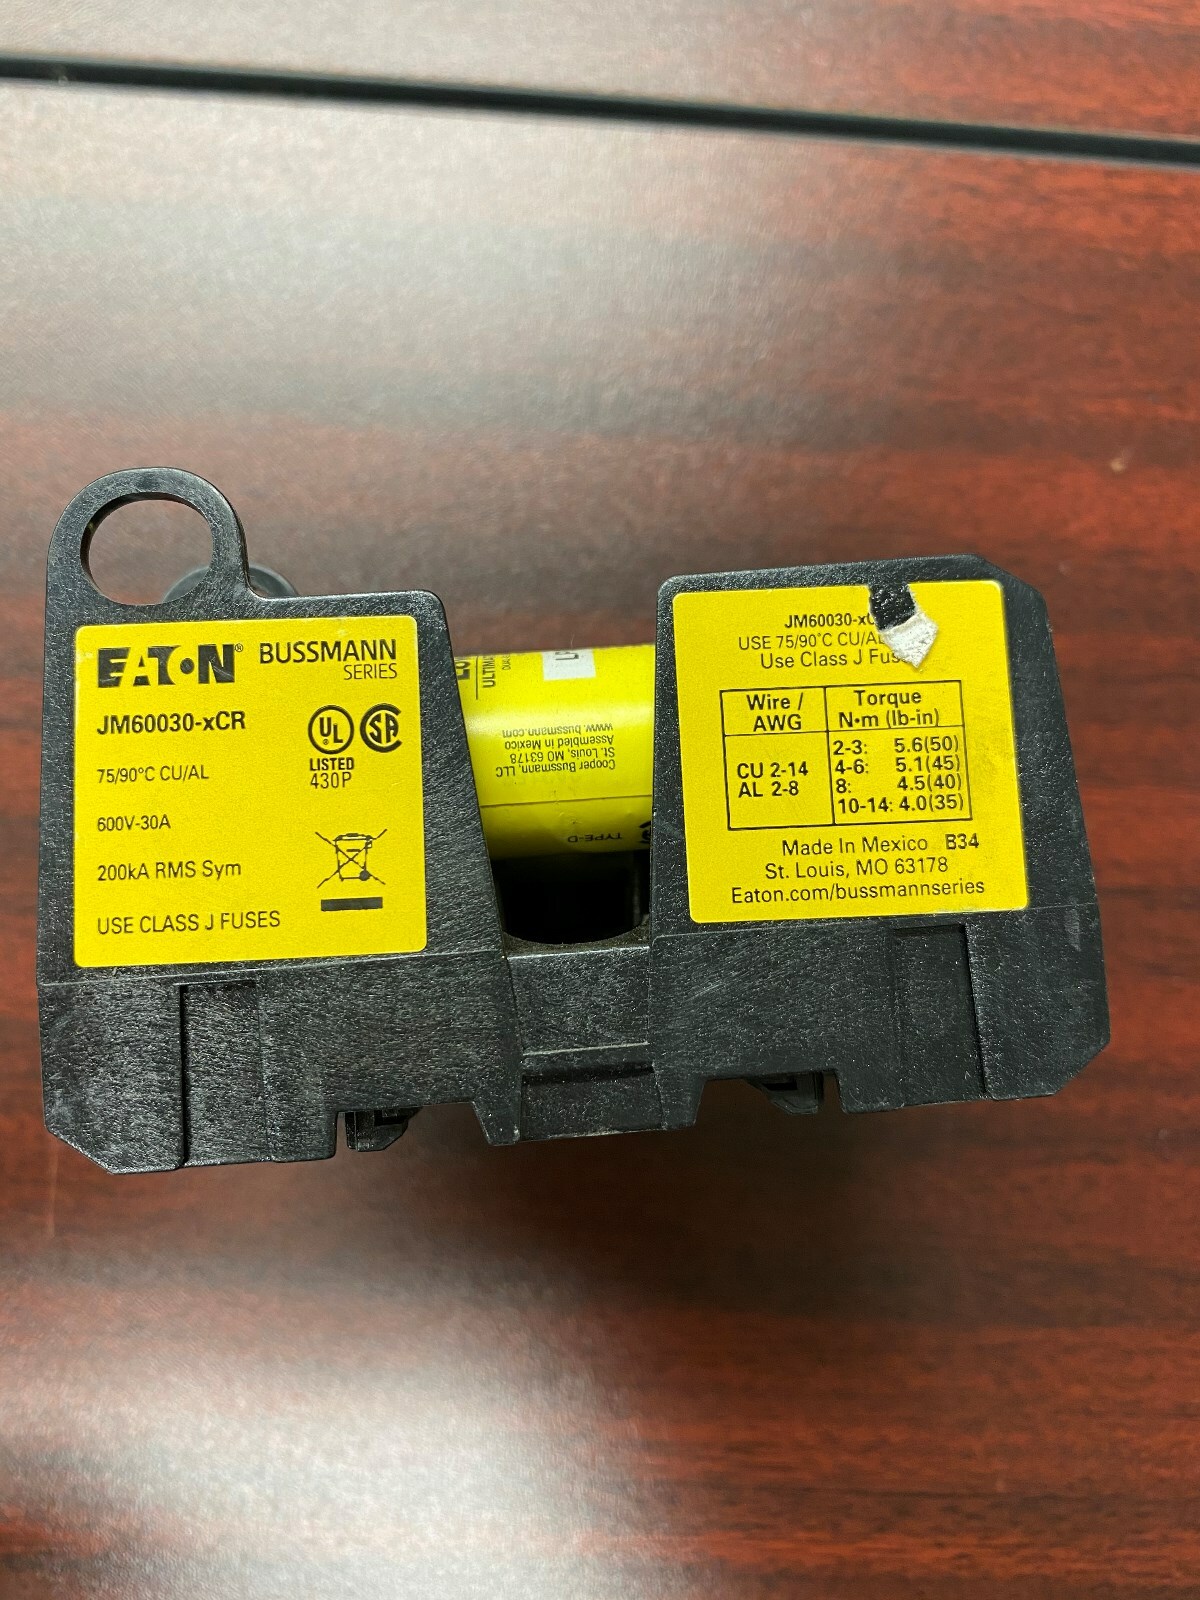 EATON® BUSSMANN
SERIES
JM60030-xCR
75/90°C CU/AL
600V-30A
200kA RMS Sym
USE CLASS J FUSES
UL
SA
LISTED
430P
ULTIMA
Cooper Bussmann, LLC
St. Louis, MO 63178
Assembled in Mexico
www.bussmann.com
TYPE-D
JM60030-xC
USE 75/90°C CU/AL
Use Class J Fus
Wire /
AWG
Torque
N•m (lb-in)
CU 2-14
AL 2-8
2-3: 5.6(50)
4-6: 5.1(45)
8: 4.5(40)
10-14: 4.0(35)
Made In Mexico B34
St. Louis, MO 63178
Eaton.com/bussmannseries